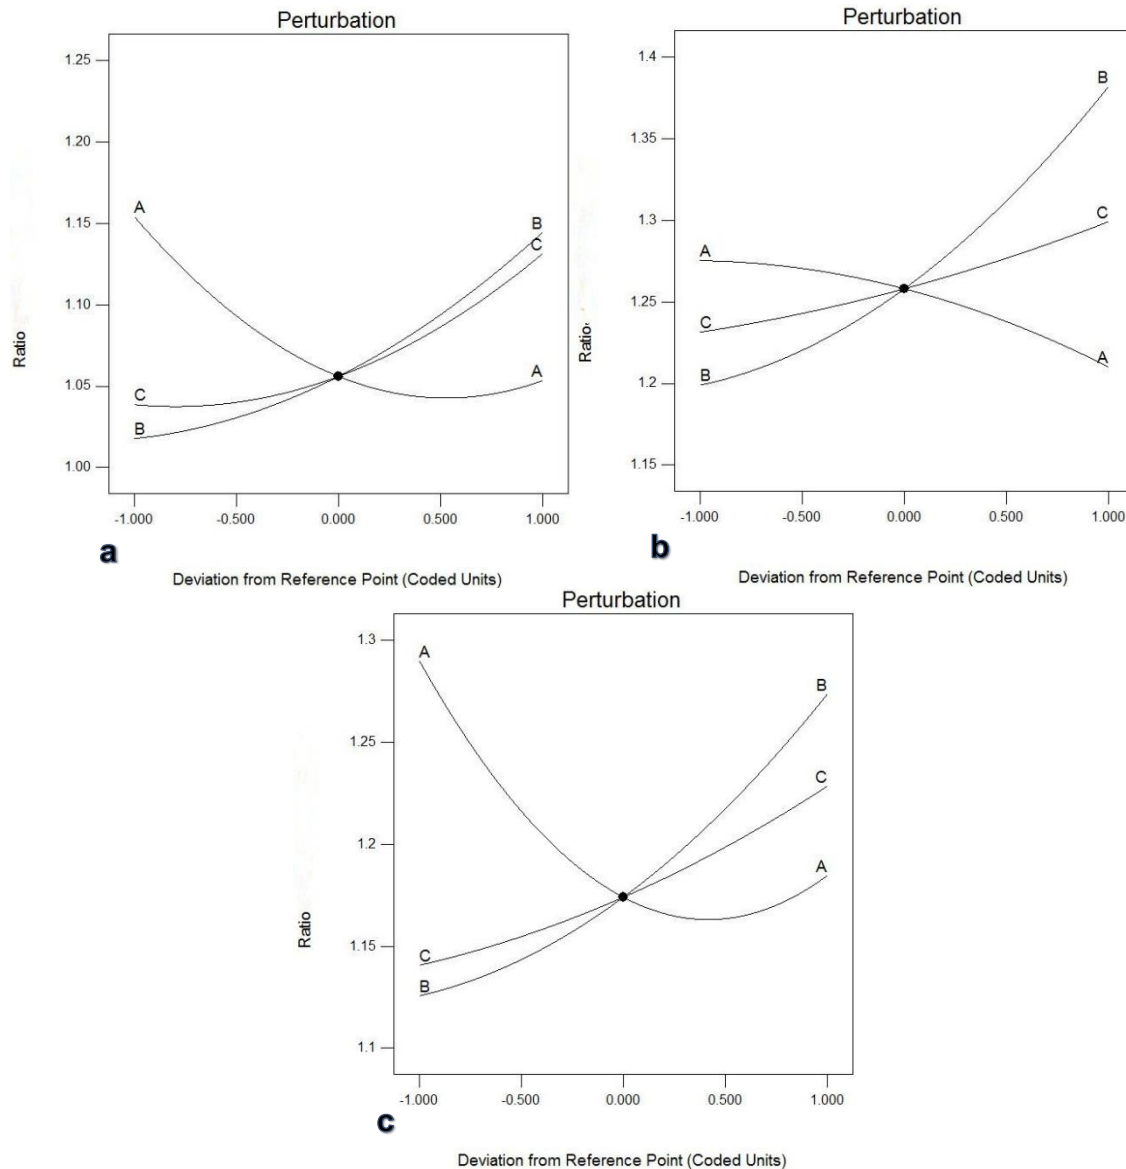 Perturbation
1.25
1.20
1.15
1.10
1.05
1.00
Ratio
A
B
C
A
C
B
-1.000 -0.500 0.000 0.500 1.000
a
Deviation from Reference Point (Coded Units)
Perturbation
1.4
1.35
1.3
1.25
1.2
1.15
Ratio
B
C
A
C
A
B
-1.000 -0.500 0.000 0.500 1.000
b
Deviation from Reference Point (Coded Units)
Perturbation
1.3
1.25
1.2
1.15
1.1
Ratio
A
B
C
A
C
B
-1.000 -0.500 0.000 0.500 1.000
c
Deviation from Reference Point (Coded Units)